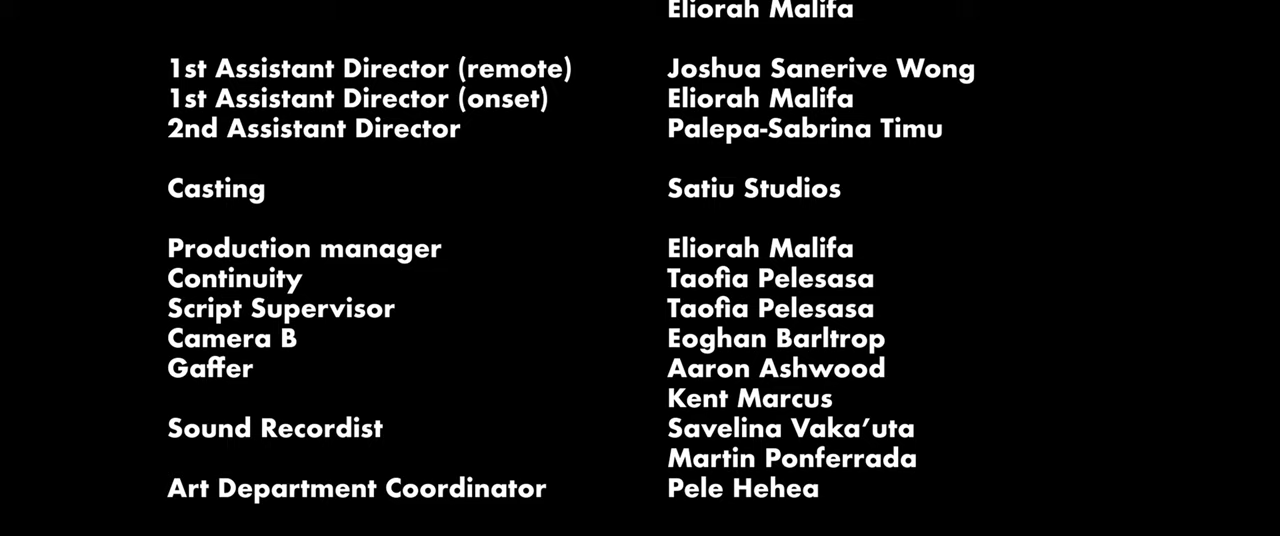 Eliorah Malifa
1st Assistant Director (remote) Joshua Sanerive Wong
1st Assistant Director (onset) Eliorah Malifa
2nd Assistant Director Palepa-Sabrina Timu
Casting Satiu Studios
Production manager Eliorah Malifa
Continuity Taofia Pelesasa
Script Supervisor Taofia Pelesasa
Camera B Eoghan Barltrop
Gaffer Aaron Ashwood
Kent Marcus
Sound Recordist Savelina Vaka’uta
Martin Ponferrada
Art Department Coordinator Pele Hehea